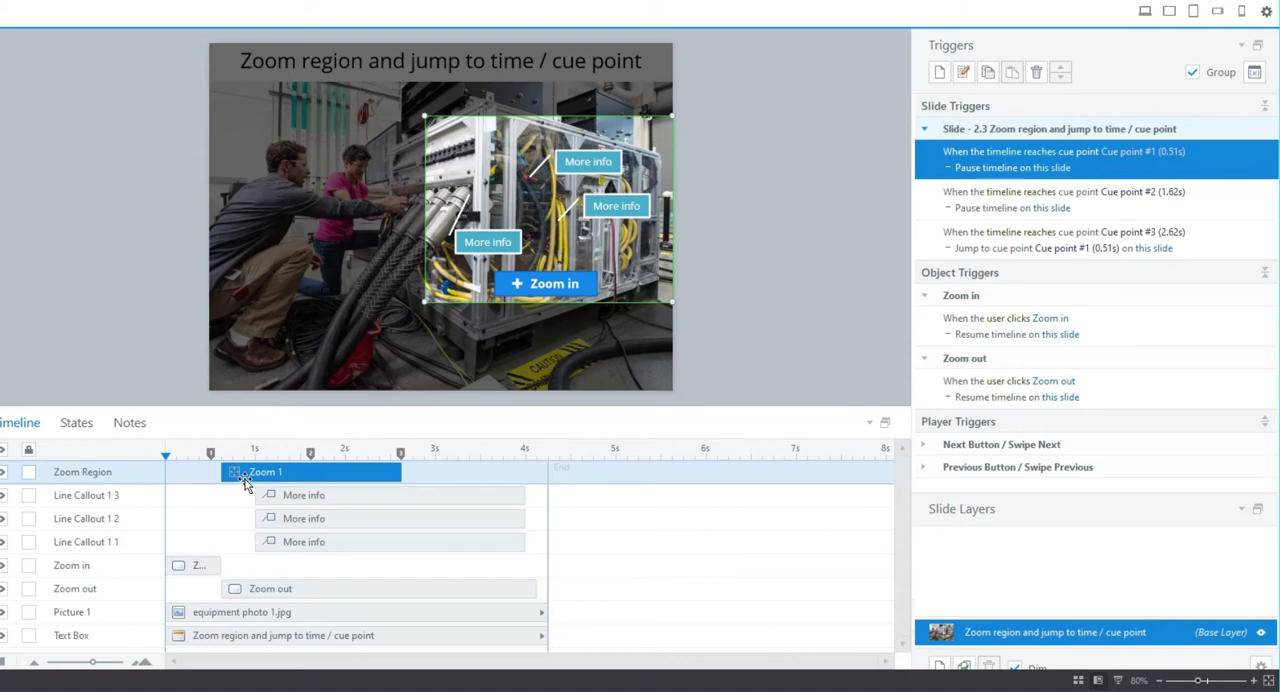 Zoom region and jump to time / cue point
More info
More info
More info
+ Zoom in
CAUTION
Triggers
Group
Slide Triggers
Slide - 2.3 Zoom region and jump to time / cue point
When the timeline reaches cue point Cue point #1 (0.51s)
− Pause timeline on this slide
When the timeline reaches cue point Cue point #2 (1.62s)
− Pause timeline on this slide
When the timeline reaches cue point Cue point #3 (2.62s)
− Jump to cue point Cue point #1 (0.51s) on this slide
Object Triggers
Zoom in
When the user clicks Zoom in
− Resume timeline on this slide
Zoom out
When the user clicks Zoom out
− Resume timeline on this slide
Player Triggers
Next Button / Swipe Next
Previous Button / Swipe Previous
Slide Layers
Zoom region and jump to time / cue point (Base Layer)
Dim
imeline States Notes
1 2 3 1s 2s 3s 5s 6s 7s 8s
Zoom Region Zoom 1 End
Line Callout 1 3 More info
Line Callout 1 2 More info
Line Callout 1 1 More info
Zoom in Z...
Zoom out Zoom out
Picture 1 equipment photo 1.jpg
Text Box Zoom region and jump to time / cue point
80%